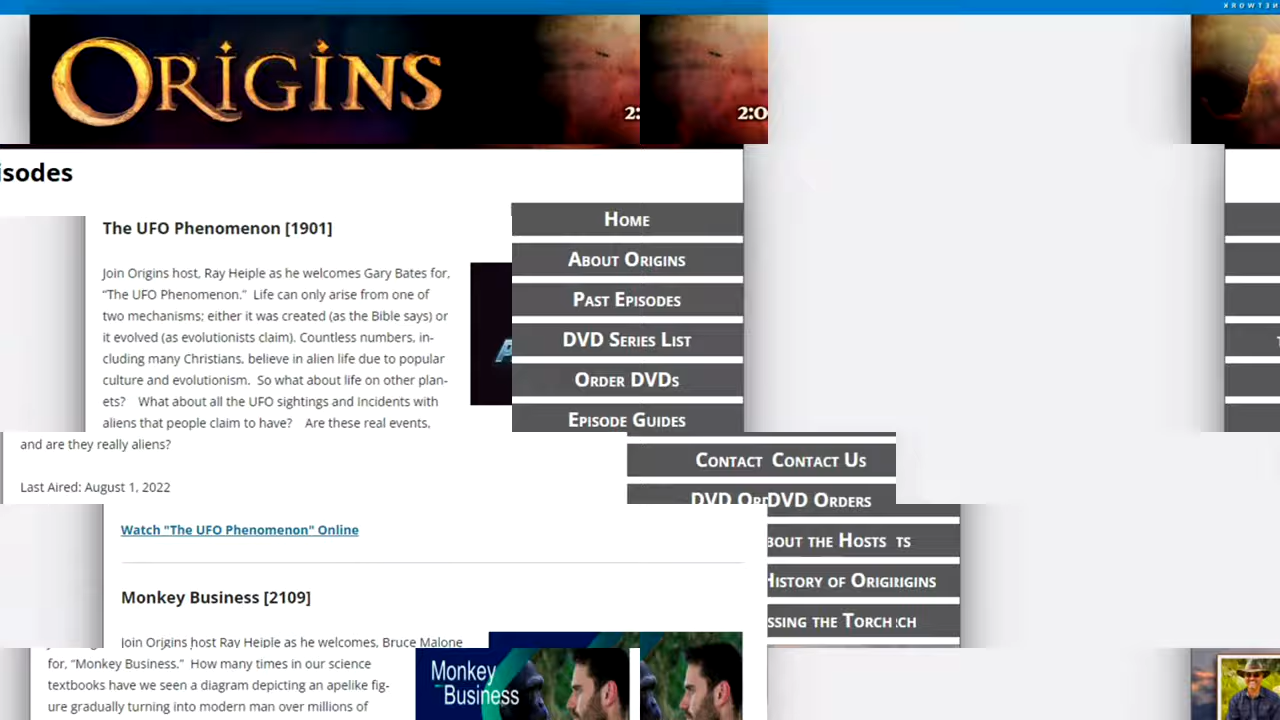 ORIGINS
2:
2:0
isodes
The UFO Phenomenon [1901]
Join Origins host, Ray Heiple as he welcomes Gary Bates for,
“The UFO Phenomenon.” Life can only arise from one of
two mechanisms; either it was created (as the Bible says) or
it evolved (as evolutionists claim). Countless numbers, in-
cluding many Christians, believe in alien life due to popular
culture and evolutionism. So what about life on other plan-
ets? What about all the UFO sightings and incidents with
aliens that people claim to have? Are these real events,
and are they really aliens?
Last Aired: August 1, 2022
Watch "The UFO Phenomenon" Online
Monkey Business [2109]
Join Origins host Ray Heiple as he welcomes, Bruce Malone
for, “Monkey Business.” How many times in our science
textbooks have we seen a diagram depicting an apelike fig-
ure gradually turning into modern man over millions of
Monkey
Business
Home
About Origins
Past Episodes
DVD Series List
Order DVDs
Episode Guides
Contact Contact Us
DVD Ord DVD Orders
bout the Hosts ts
History of Origi igins
ssing the Torch ch